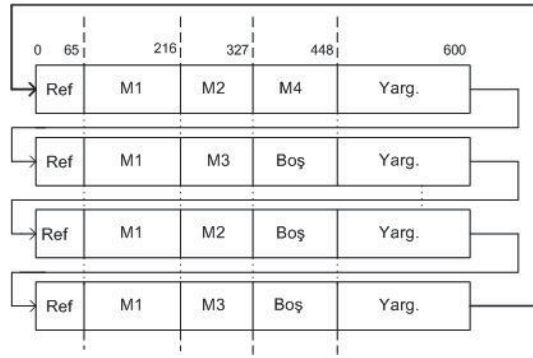 0 65 216 327 448 600
Ref M1 M2 M4 Yarg.
Ref M1 M3 Boş Yarg.
Ref M1 M2 Boş Yarg.
Ref M1 M3 Boş Yarg.